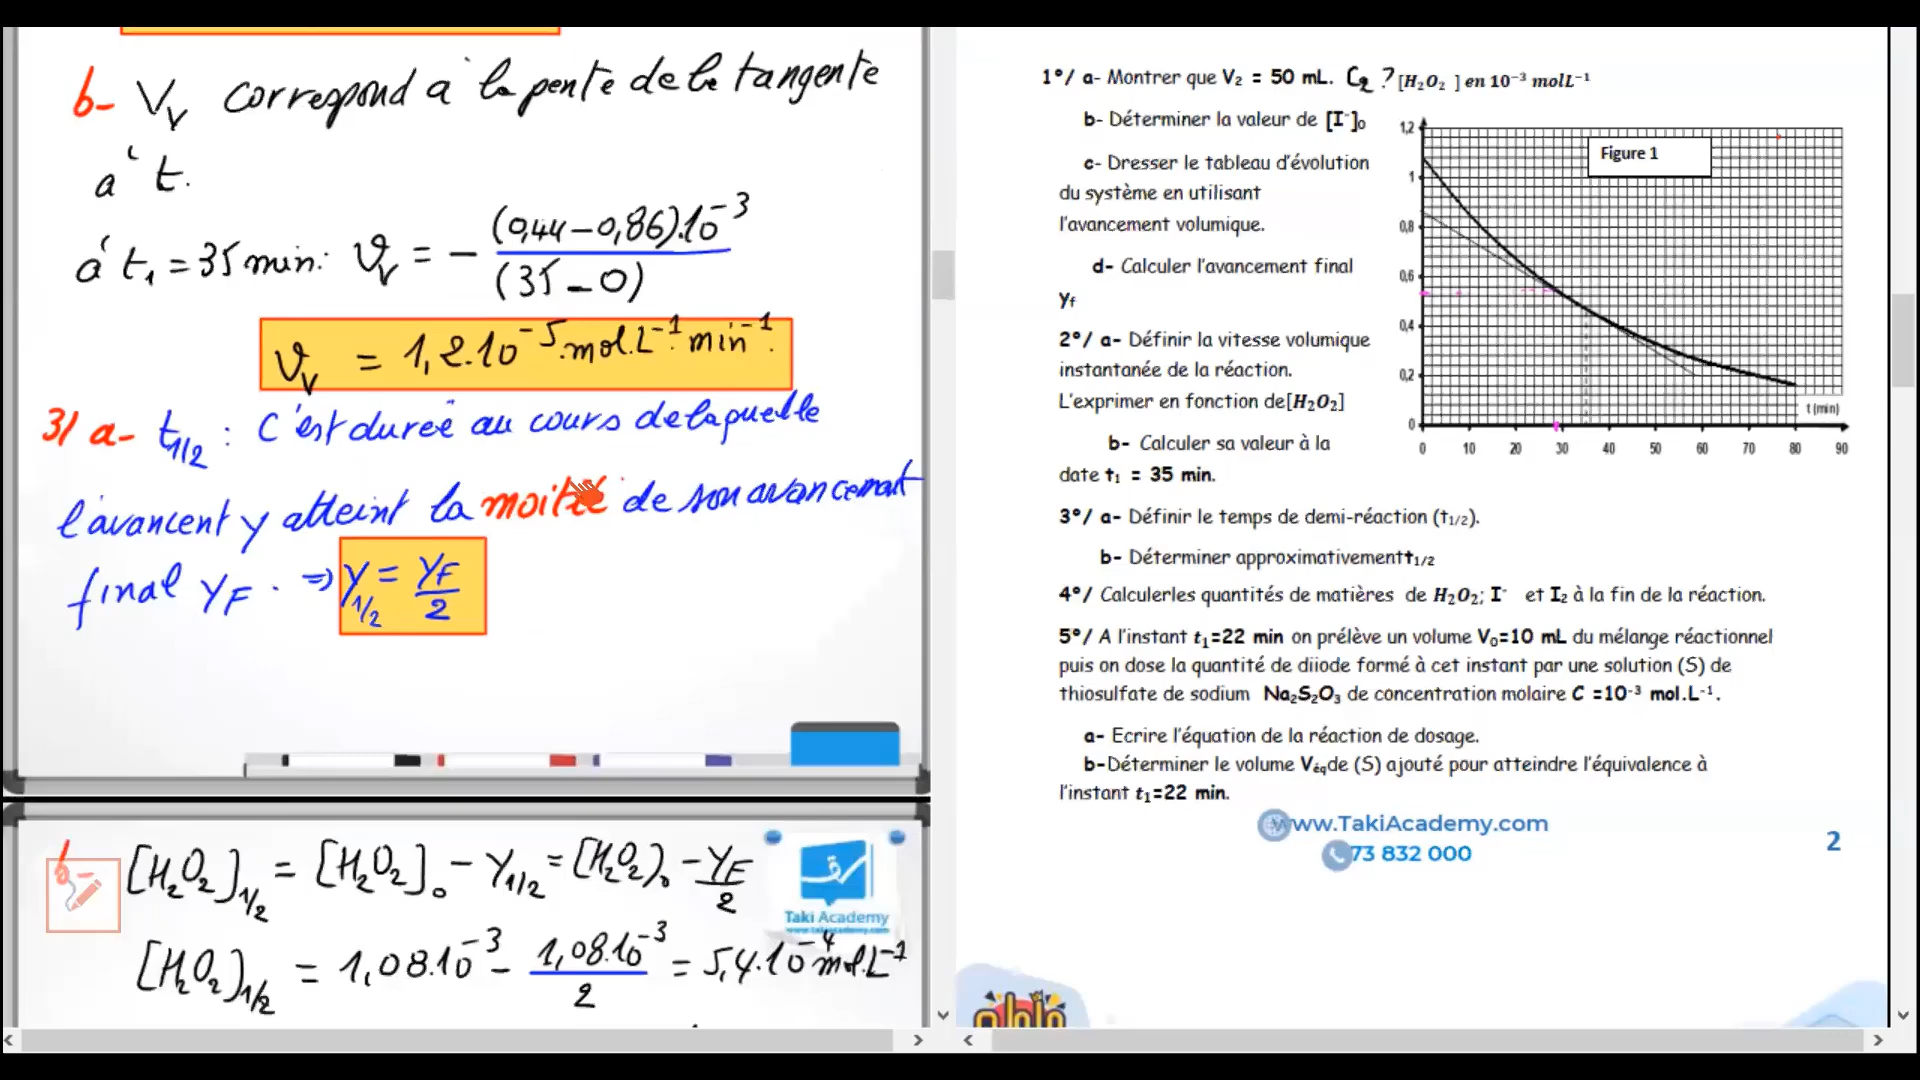 b- Vv correspond à la pente de la tangente
à t.
à t₁ = 35 min: 𝒱v = - (0,44 - 0,86).10⁻³ / (35 - 0)
𝒱v = 1,2.10⁻⁵.mol.L⁻¹.min⁻¹.
3/ a- t1/2 : c'est dureé au cours de laquelle
l'avancent y atteint la moitié de son avancement
final yF. ⇒ y1/2 = yF/2
b- [H₂O₂]1/2 = [H₂O₂]₀ - y1/2 = [H₂O₂]₀ - yF/2
[H₂O₂]1/2 = 1,08.10⁻³ - 1,08.10⁻³/2 = 5,4.10⁻⁴ mol.L⁻¹
Taki Academy
www.takiacademy.com
1°/ a- Montrer que V₂ = 50 mL. C₂ ? [H₂O₂ ] en 10⁻³ molL⁻¹
b- Déterminer la valeur de [I⁻]₀
c- Dresser le tableau d'évolution
du système en utilisant
l'avancement volumique.
d- Calculer l'avancement final
yf
2°/ a- Définir la vitesse volumique
instantanée de la réaction.
L'exprimer en fonction de[H₂O₂]
b- Calculer sa valeur à la
date t₁ = 35 min.
Figure 1
1,2
1
0,8
0,6
0,4
0,2
0
t (min)
0 10 20 30 40 50 60 70 80 90
3°/ a- Définir le temps de demi-réaction (t1/2).
b- Déterminer approximativementt1/2
4°/ Calculerles quantités de matières de H₂O₂; I⁻ et I₂ à la fin de la réaction.
5°/ A l'instant t₁=22 min on prélève un volume V₀=10 mL du mélange réactionnel
puis on dose la quantité de diiode formé à cet instant par une solution (S) de
thiosulfate de sodium Na₂S₂O₃ de concentration molaire C =10⁻³ mol.L⁻¹.
a- Ecrire l'équation de la réaction de dosage.
b-Déterminer le volume Véqde (S) ajouté pour atteindre l'équivalence à
l'instant t₁=22 min.
www.TakiAcademy.com
73 832 000
2